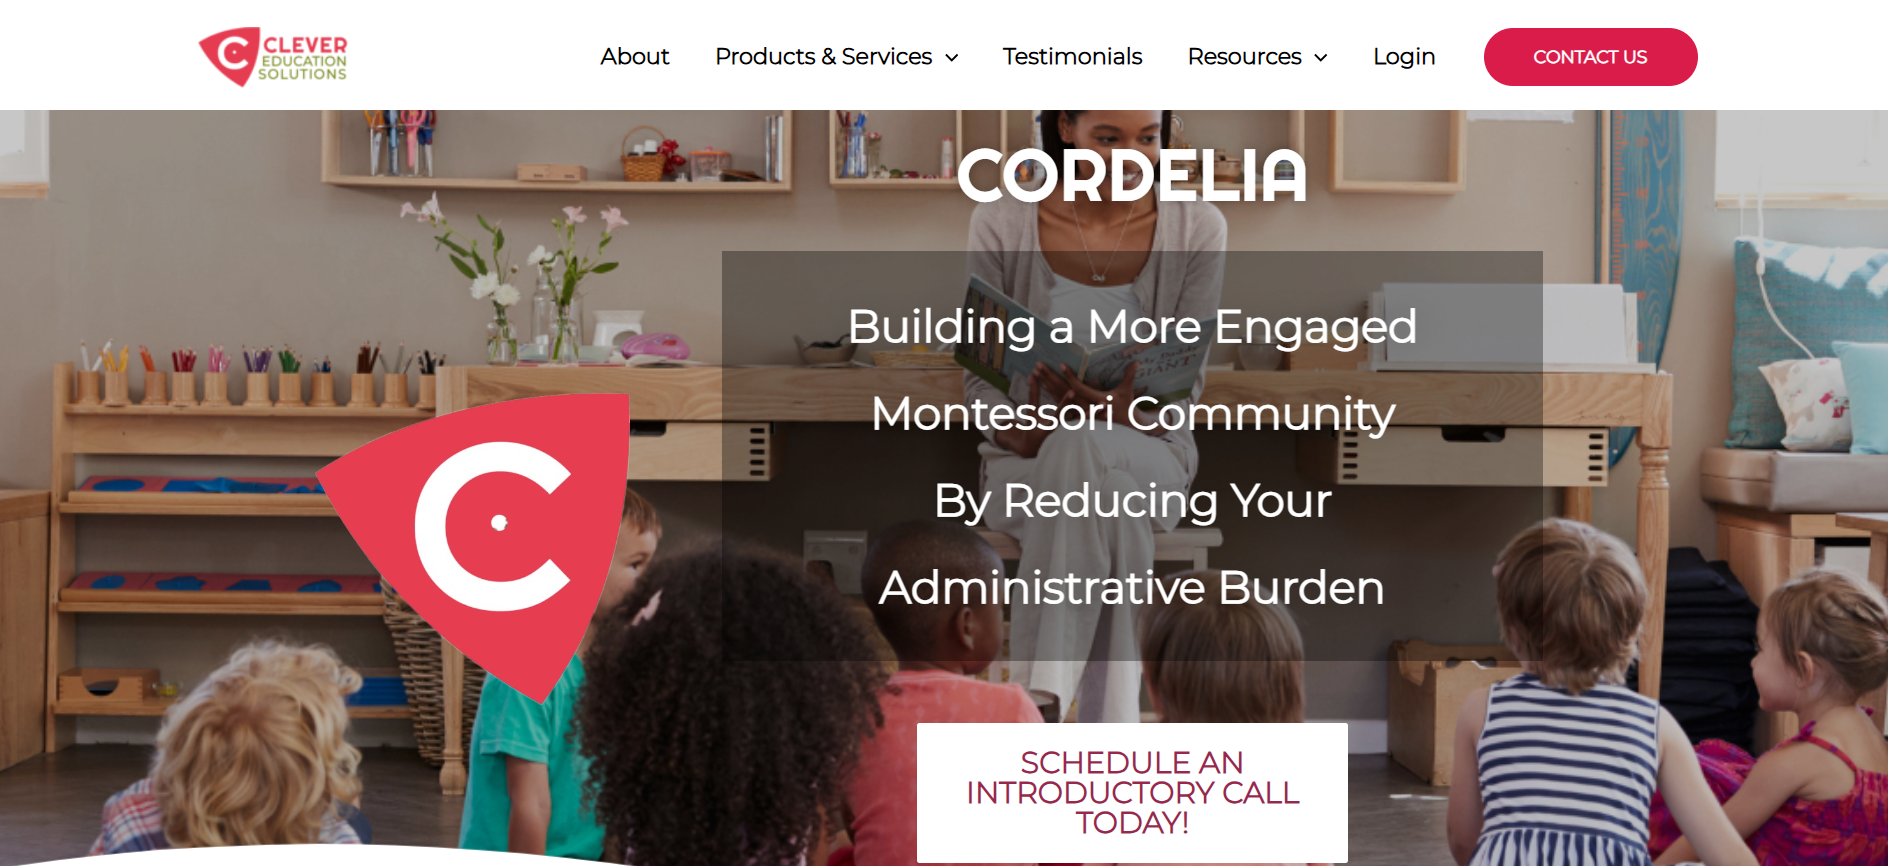 CLEVER
EDUCATION
SOLUTIONS
About
Products & Services
Testimonials
Resources
Login
CONTACT US
CORDELIA
Building a More Engaged
Montessori Community
By Reducing Your
Administrative Burden
SCHEDULE AN
INTRODUCTORY CALL
TODAY!